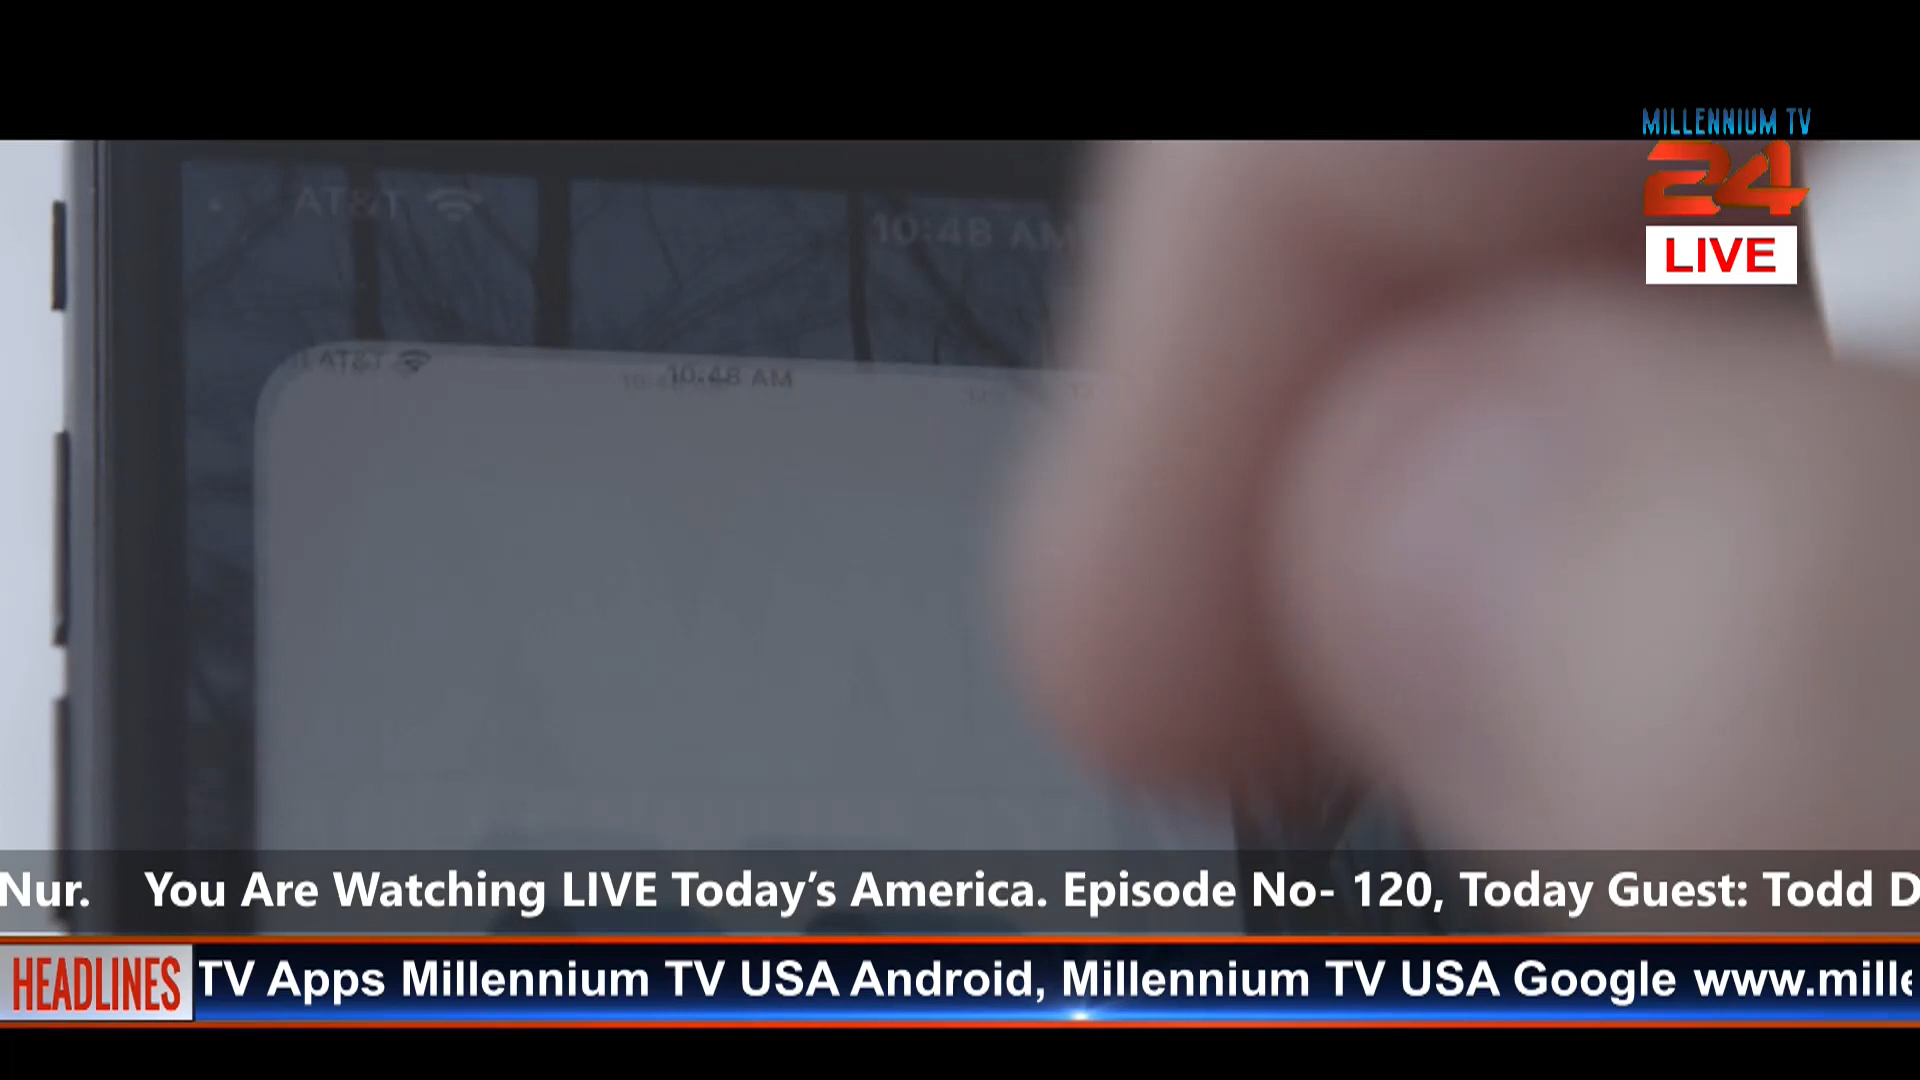 MILLENNIUM TV
24
LIVE
AT&T
10:48 AM
AT&T
10:48 AM
Nur. You Are Watching LIVE Today’s America. Episode No- 120, Today Guest: Todd D
HEADLINES
TV Apps Millennium TV USA Android, Millennium TV USA Google www.mille